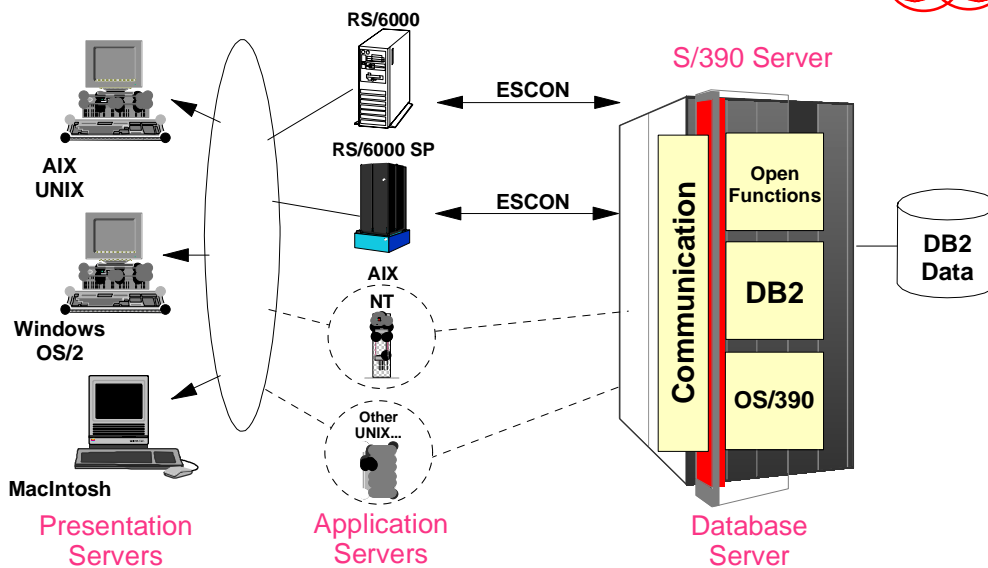 RS/6000
S/390 Server
ESCON
RS/6000 SP
AIX
UNIX
Open
Functions
ESCON
Communication
DB2
Data
AIX
NT
DB2
Windows
OS/2
OS/390
Other
UNIX...
MacIntosh
Presentation
Servers
Application
Servers
Database
Server